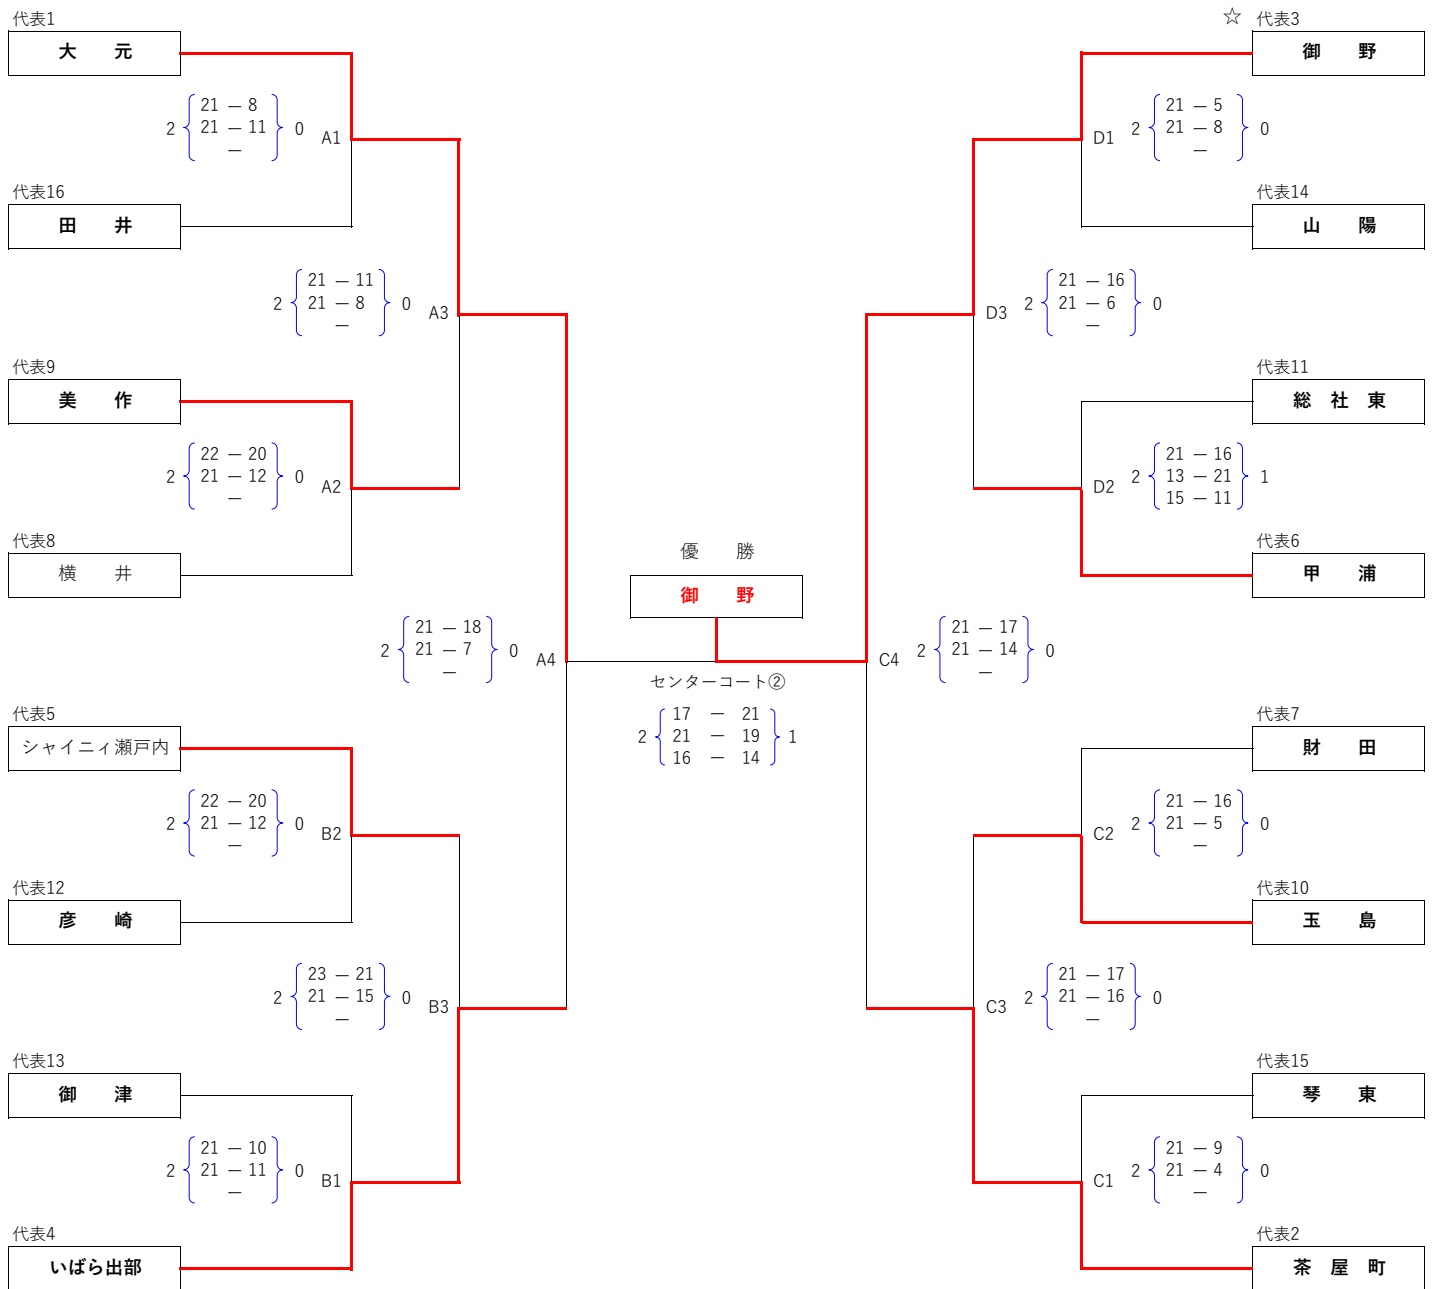 代表1
大　元
21 ― 8
2 21 ― 11 0 A1
―
代表16
田　井
21 ― 11
2 21 ― 8 0 A3
―
代表9
美　作
22 ― 20
2 21 ― 12 0 A2
―
代表8
横　井
21 ― 18
2 21 ― 7 0 A4
―
代表5
シャイニィ瀬戸内
22 ― 20
2 21 ― 12 0 B2
―
代表12
彦　崎
23 ― 21
2 21 ― 15 0 B3
―
代表13
御　津
21 ― 10
2 21 ― 11 0 B1
―
代表4
いばら出部
優　勝
御　野
センターコート②
17 ― 21
2 21 ― 19 1
16 ― 14
☆ 代表3
御　野
21 ― 5
D1 2 21 ― 8 0
―
代表14
山　陽
21 ― 16
D3 2 21 ― 6 0
―
代表11
総　社　東
21 ― 16
D2 2 13 ― 21 1
15 ― 11
代表6
甲　浦
21 ― 17
C4 2 21 ― 14 0
―
代表7
財　田
21 ― 16
C2 2 21 ― 5 0
―
代表10
玉　島
21 ― 17
C3 2 21 ― 16 0
―
代表15
琴　東
21 ― 9
C1 2 21 ― 4 0
―
代表2
茶　屋　町